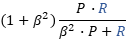 (1 + β²) P · R / β² · P + R